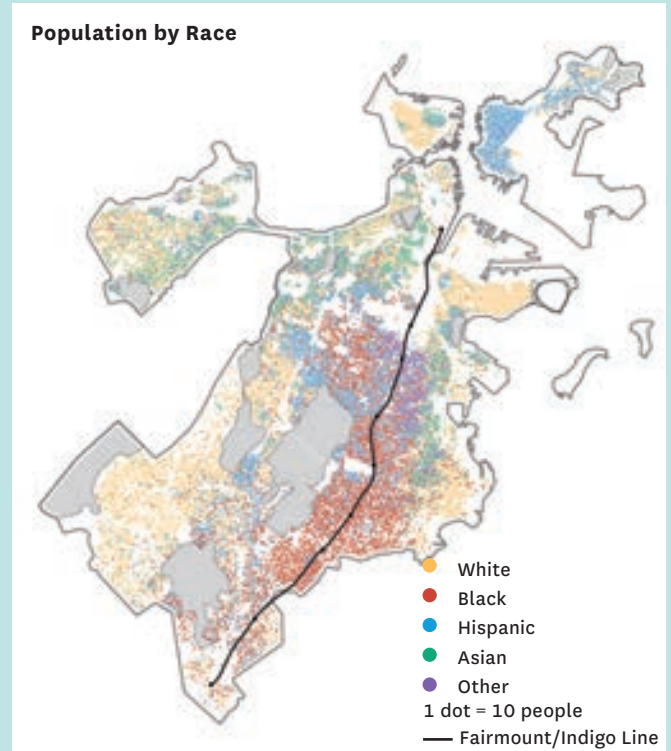 Population by Race
White
Black
Hispanic
Asian
Other
1 dot = 10 people
Fairmount/Indigo Line